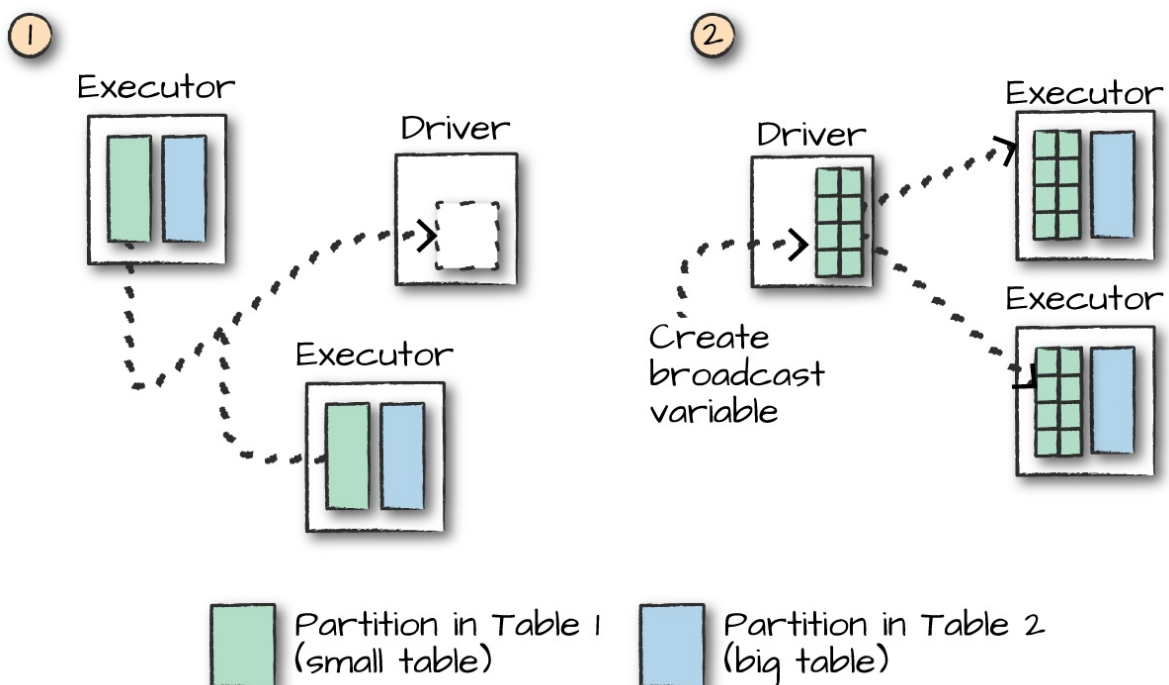 1
Executor
Driver
Executor
2
Driver
Executor
Executor
Create
broadcast
variable
Partition in Table 1
(small table)
Partition in Table 2
(big table)